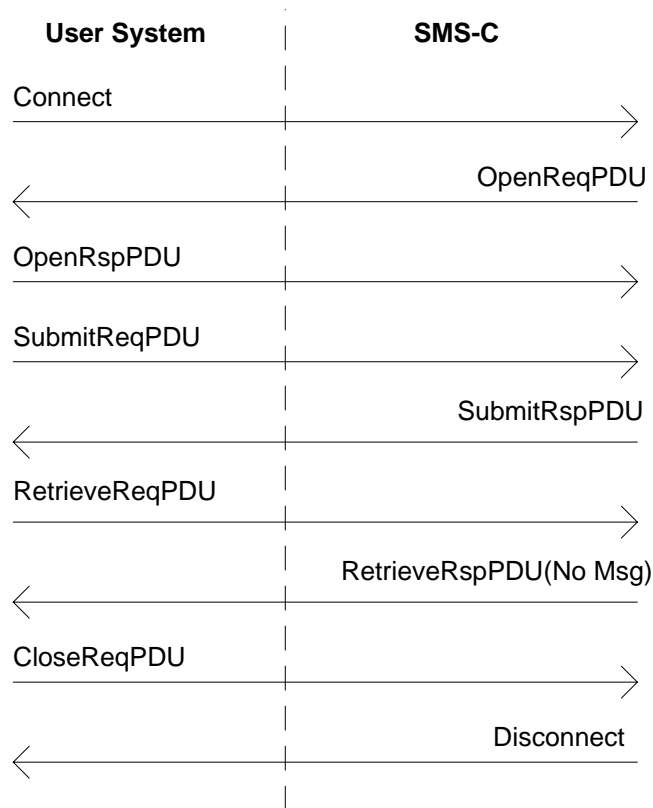 User System
SMS-C
Connect
OpenReqPDU
OpenRspPDU
SubmitReqPDU
SubmitRspPDU
RetrieveReqPDU
RetrieveRspPDU(No Msg)
CloseReqPDU
Disconnect